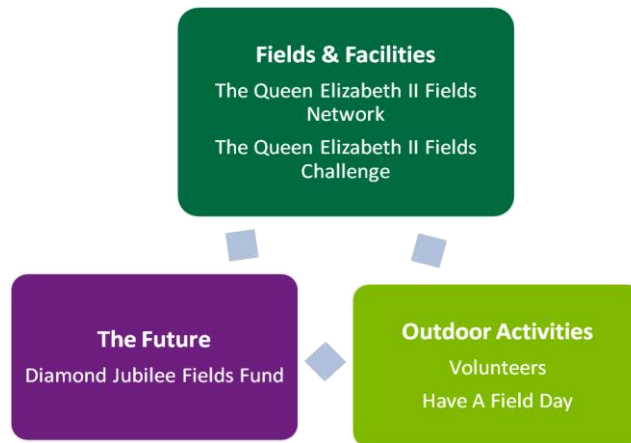 Fields & Facilities
The Queen Elizabeth II Fields
Network
The Queen Elizabeth II Fields
Challenge
The Future
Diamond Jubilee Fields Fund
Outdoor Activities
Volunteers
Have A Field Day